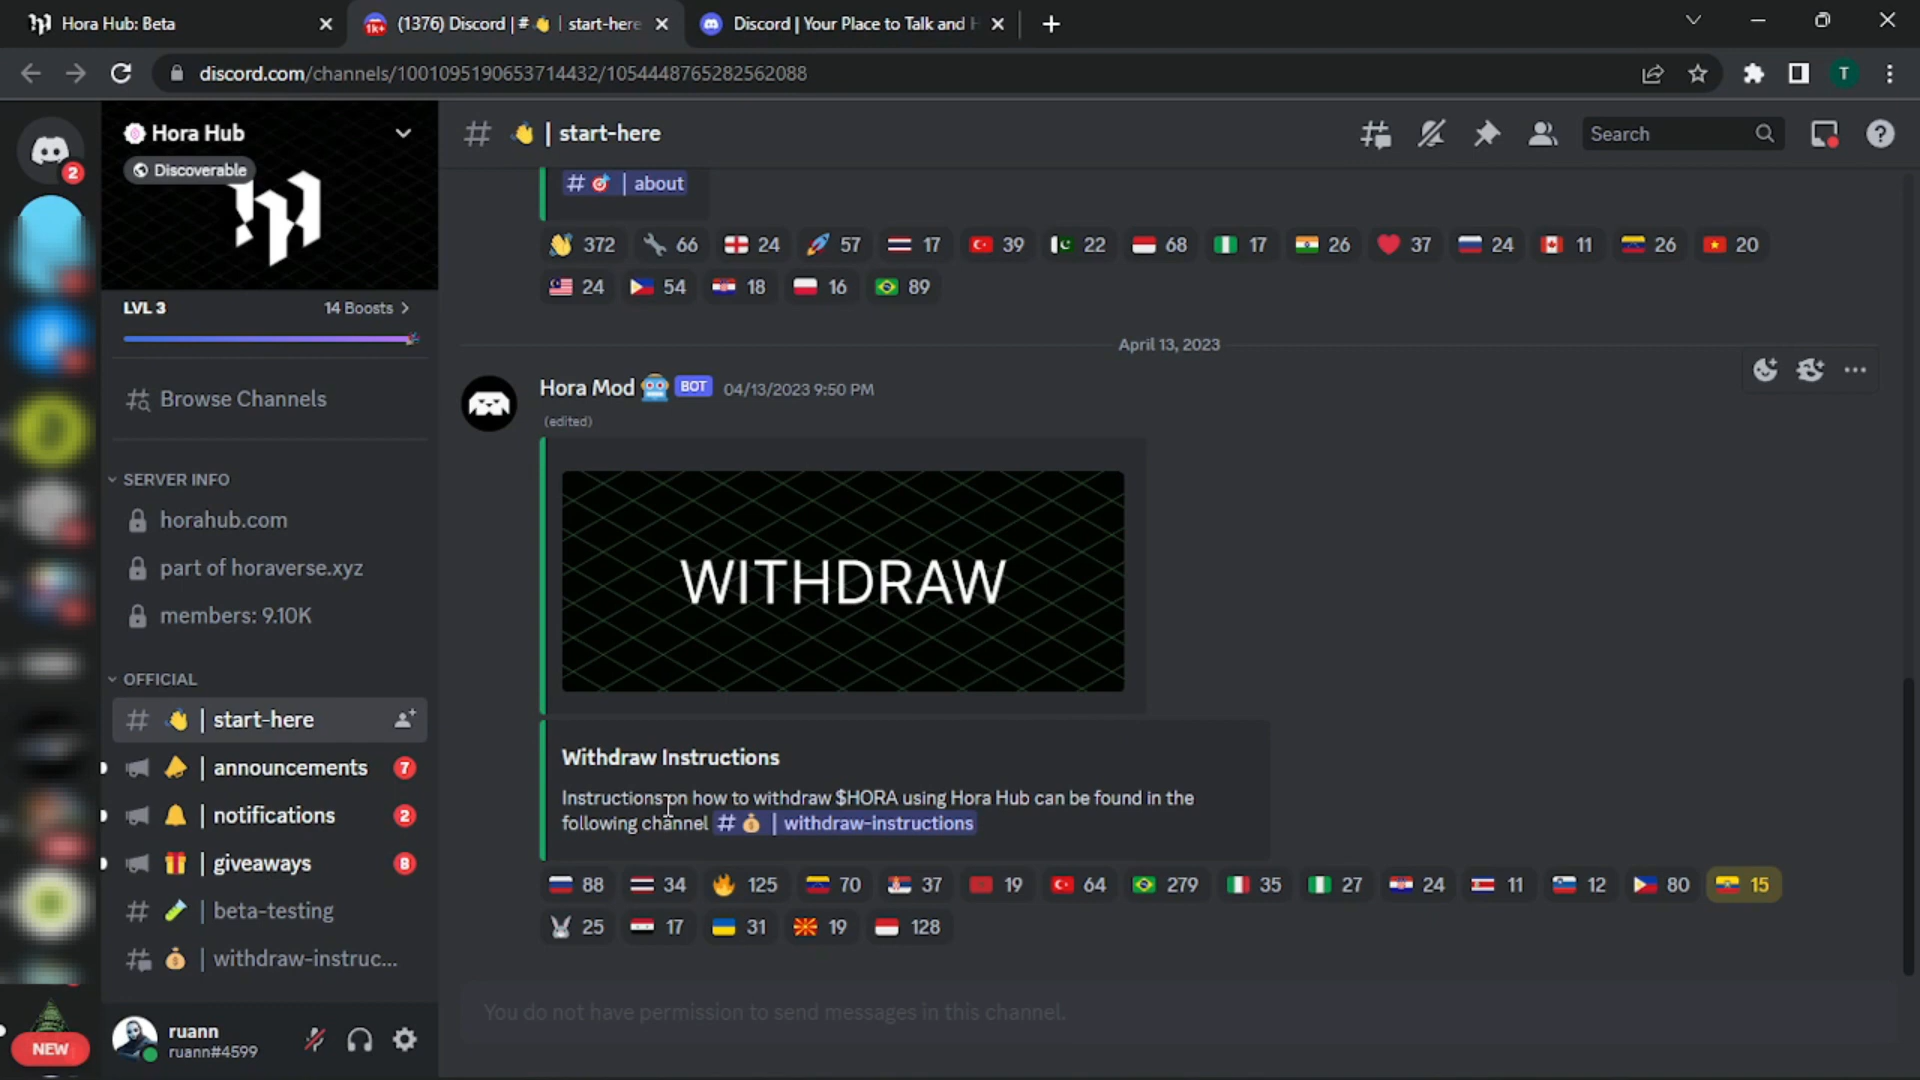 Hora Hub: Beta
(1376) Discord | # 👋 | start-here
Discord | Your Place to Talk and H
discord.com/channels/1001095190653714432/1054448765282562088
T
Hora Hub
Discoverable
LVL 3
14 Boosts
Browse Channels
SERVER INFO
horahub.com
part of horaverse.xyz
members: 9.10K
OFFICIAL
# 👋 | start-here
📣 | announcements 7
🔔 | notifications 2
🎁 | giveaways 8
# 🧪 | beta-testing
# 💰 | withdraw-instruc...
2
NEW
ruann
ruann#4599
# 👋 | start-here
Search
# 🎯 | about
372 66 24 57 17 39 22 68 17 26 37 24 11 26 20
24 54 18 16 89
April 13, 2023
Hora Mod 🤖 BOT 04/13/2023 9:50 PM
(edited)
WITHDRAW
Withdraw Instructions
Instructions on how to withdraw $HORA using Hora Hub can be found in the
following channel # 💰 | withdraw-instructions
88 34 125 70 37 19 64 279 35 27 24 11 12 80 15
25 17 31 19 128
You do not have permission to send messages in this channel.